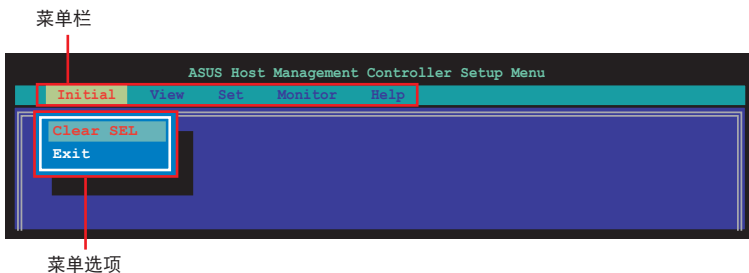 菜单栏
ASUS Host Management Controller Setup Menu
Initial View Set Monitor Help
Clear SEL
Exit
菜单选项